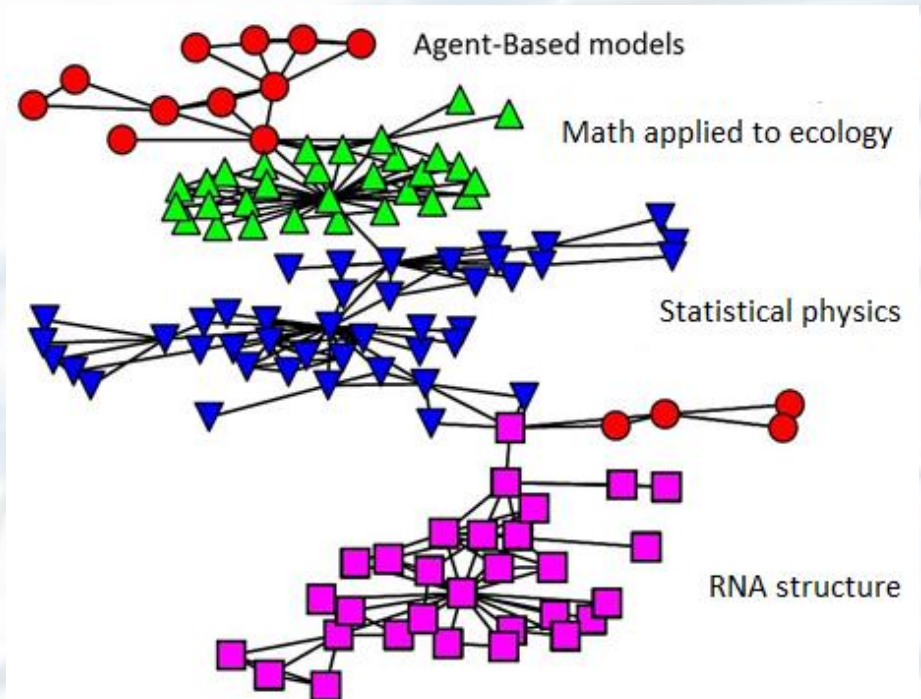 Agent-Based models
Math applied to ecology
Statistical physics
RNA structure